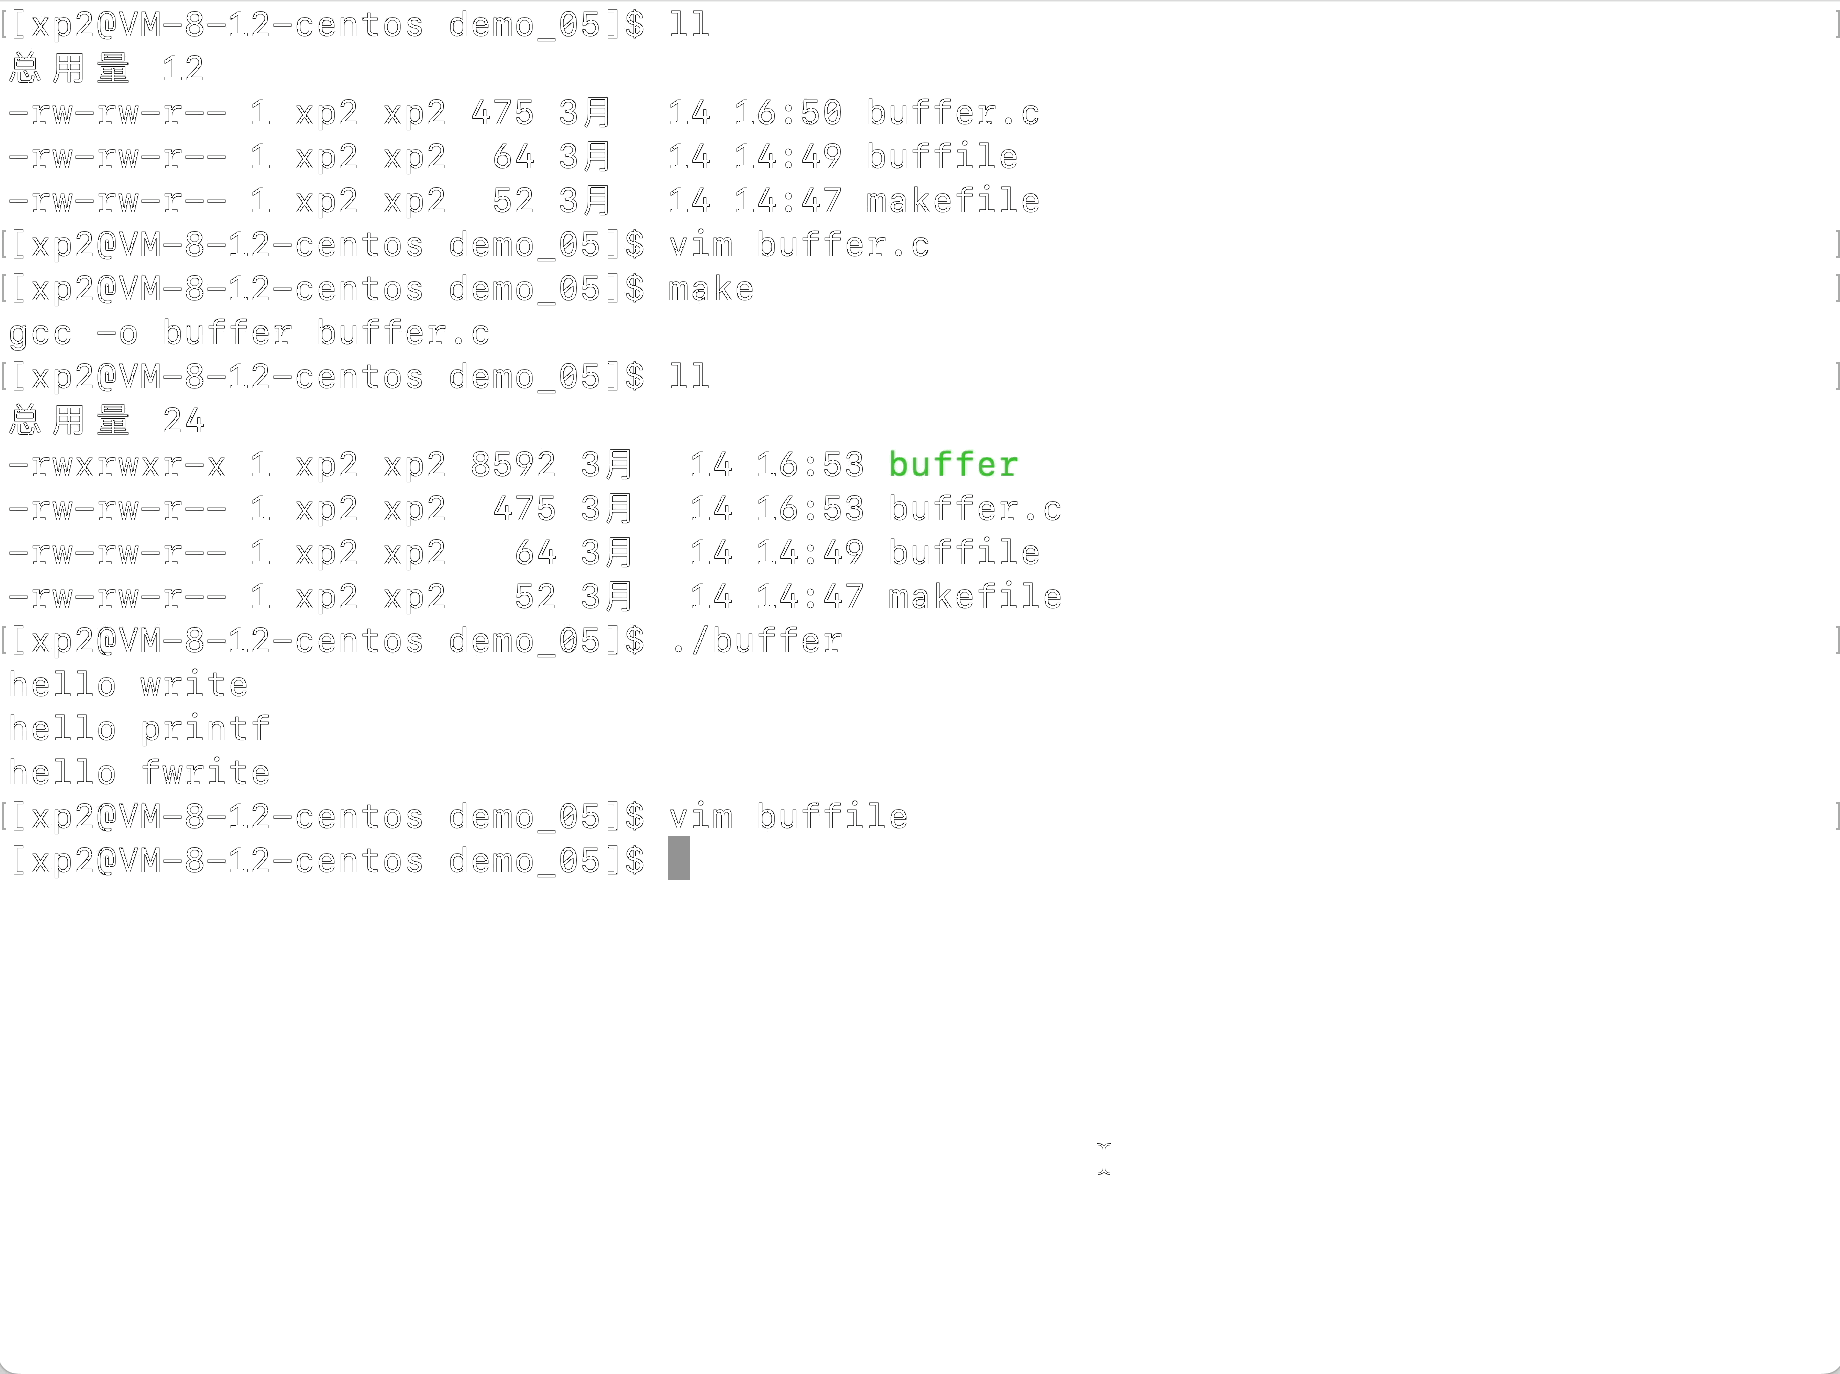 [xp2@VM-8-12-centos demo_05]$ ll
总用量 12
-rw-rw-r-- 1 xp2 xp2 475 3月  14 16:50 buffer.c
-rw-rw-r-- 1 xp2 xp2  64 3月  14 14:49 buffile
-rw-rw-r-- 1 xp2 xp2  52 3月  14 14:47 makefile
[xp2@VM-8-12-centos demo_05]$ vim buffer.c
[xp2@VM-8-12-centos demo_05]$ make
gcc -o buffer buffer.c
[xp2@VM-8-12-centos demo_05]$ ll
总用量 24
-rwxrwxr-x 1 xp2 xp2 8592 3月  14 16:53 buffer
-rw-rw-r-- 1 xp2 xp2  475 3月  14 16:53 buffer.c
-rw-rw-r-- 1 xp2 xp2   64 3月  14 14:49 buffile
-rw-rw-r-- 1 xp2 xp2   52 3月  14 14:47 makefile
[xp2@VM-8-12-centos demo_05]$ ./buffer
hello write
hello printf
hello fwrite
[xp2@VM-8-12-centos demo_05]$ vim buffile
[xp2@VM-8-12-centos demo_05]$